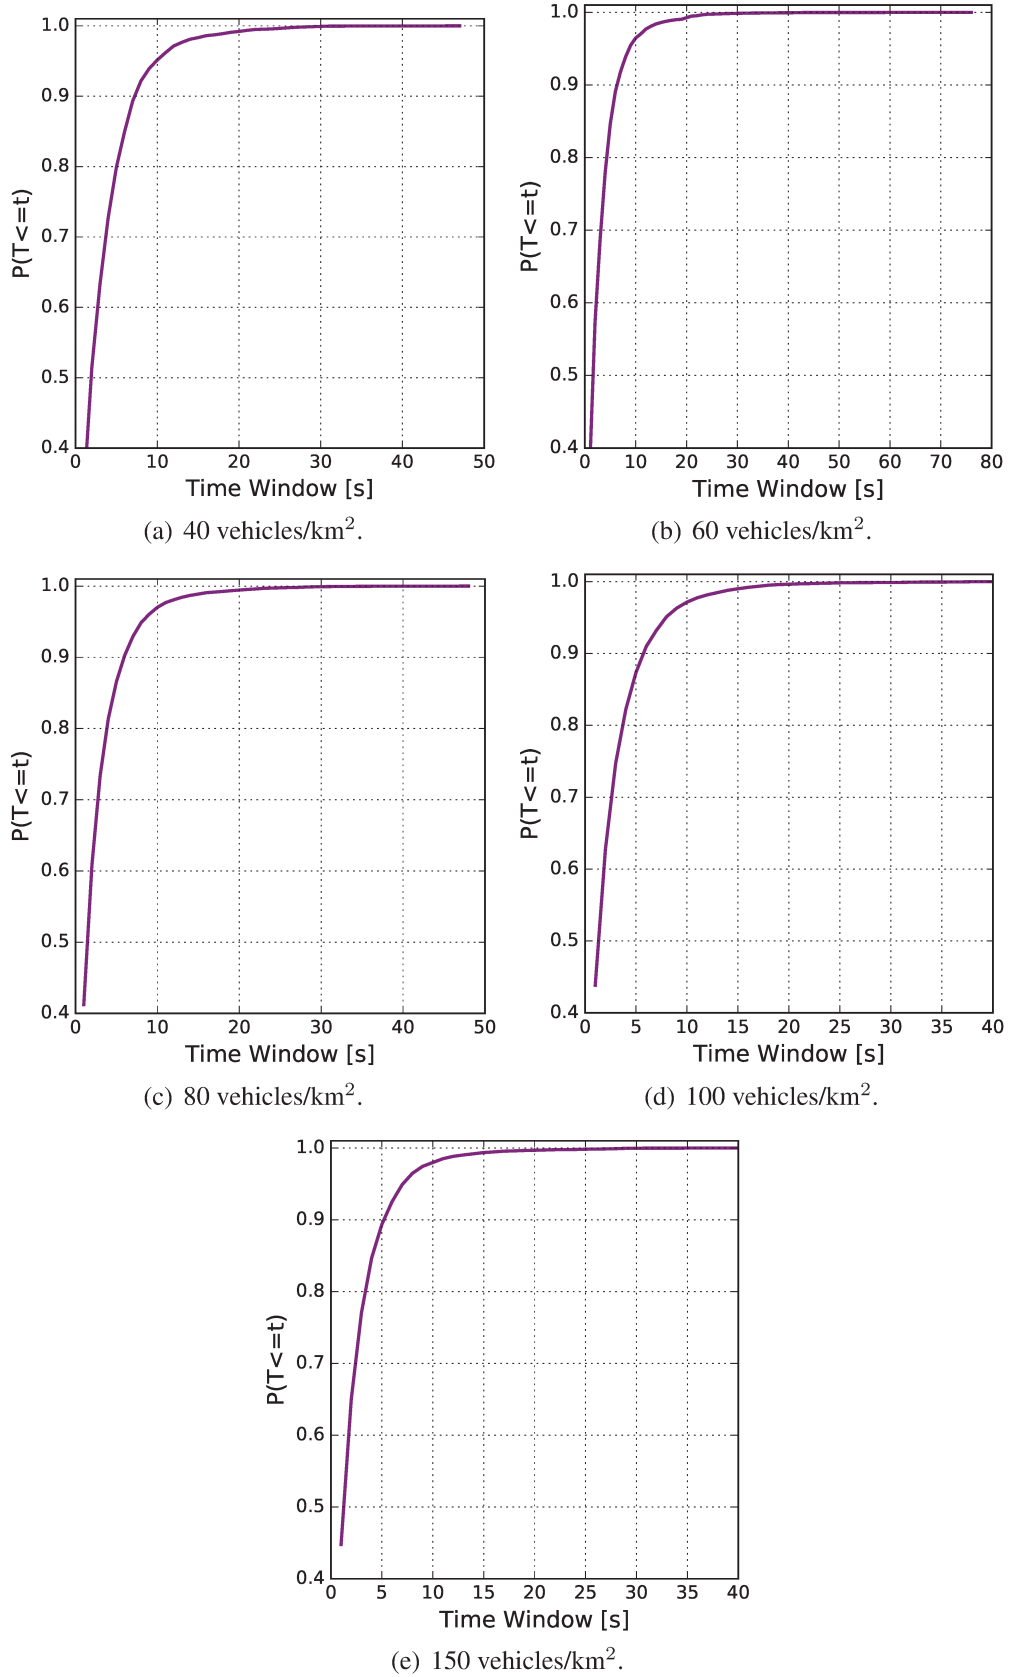 1.0
0.9
0.8
0.7
0.6
0.5
0.4
P(T<=t)
0 10 20 30 40 50
Time Window [s]
(a) 40 vehicles/km².
1.0
0.9
0.8
0.7
0.6
0.5
0.4
P(T<=t)
0 10 20 30 40 50 60 70 80
Time Window [s]
(b) 60 vehicles/km².
1.0
0.9
0.8
0.7
0.6
0.5
0.4
P(T<=t)
0 10 20 30 40 50
Time Window [s]
(c) 80 vehicles/km².
1.0
0.9
0.8
0.7
0.6
0.5
0.4
P(T<=t)
0 5 10 15 20 25 30 35 40
Time Window [s]
(d) 100 vehicles/km².
1.0
0.9
0.8
0.7
0.6
0.5
0.4
P(T<=t)
0 5 10 15 20 25 30 35 40
Time Window [s]
(e) 150 vehicles/km².